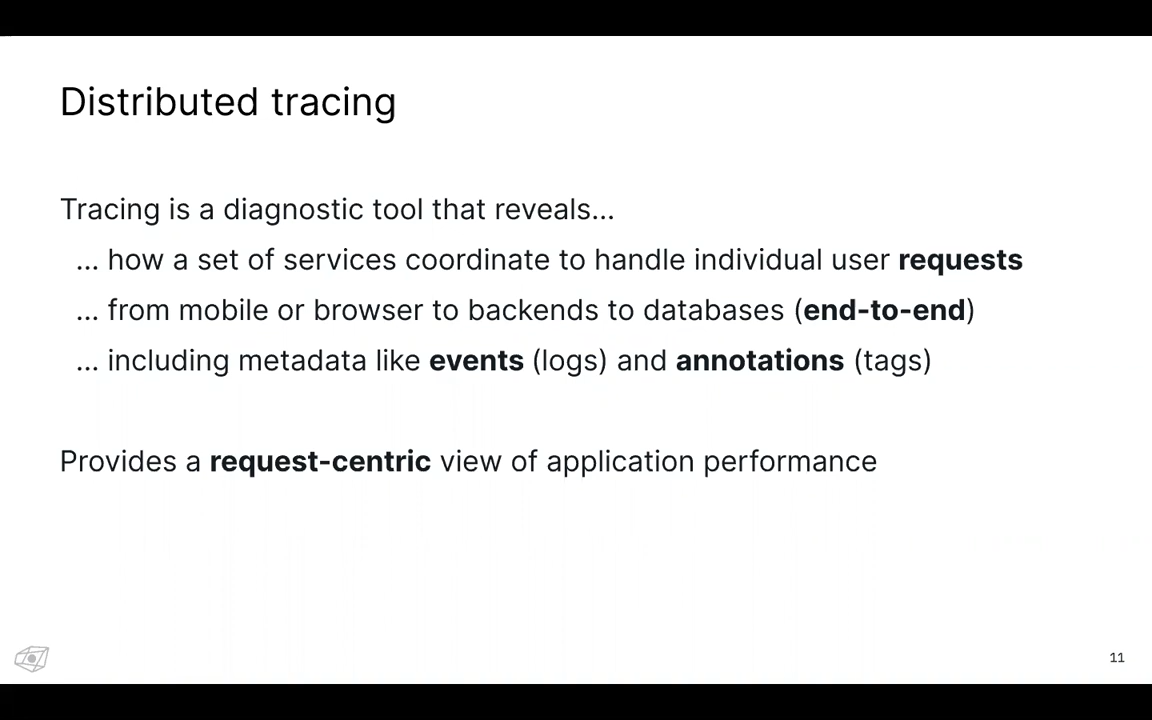 Distributed tracing
Tracing is a diagnostic tool that reveals...
... how a set of services coordinate to handle individual user requests
... from mobile or browser to backends to databases (end-to-end)
... including metadata like events (logs) and annotations (tags)
Provides a request-centric view of application performance
11